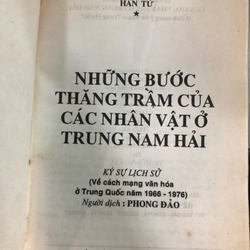 HÀN TỬ
★
NHỮNG BƯỚC
THĂNG TRẦM CỦA
CÁC NHÂN VẬT Ở
TRUNG NAM HẢI
KÝ SỰ LỊCH SỬ
(Về cách mạng văn hóa
ở Trung Quốc năm 1966 - 1976)
Người dịch : PHONG ĐẢO